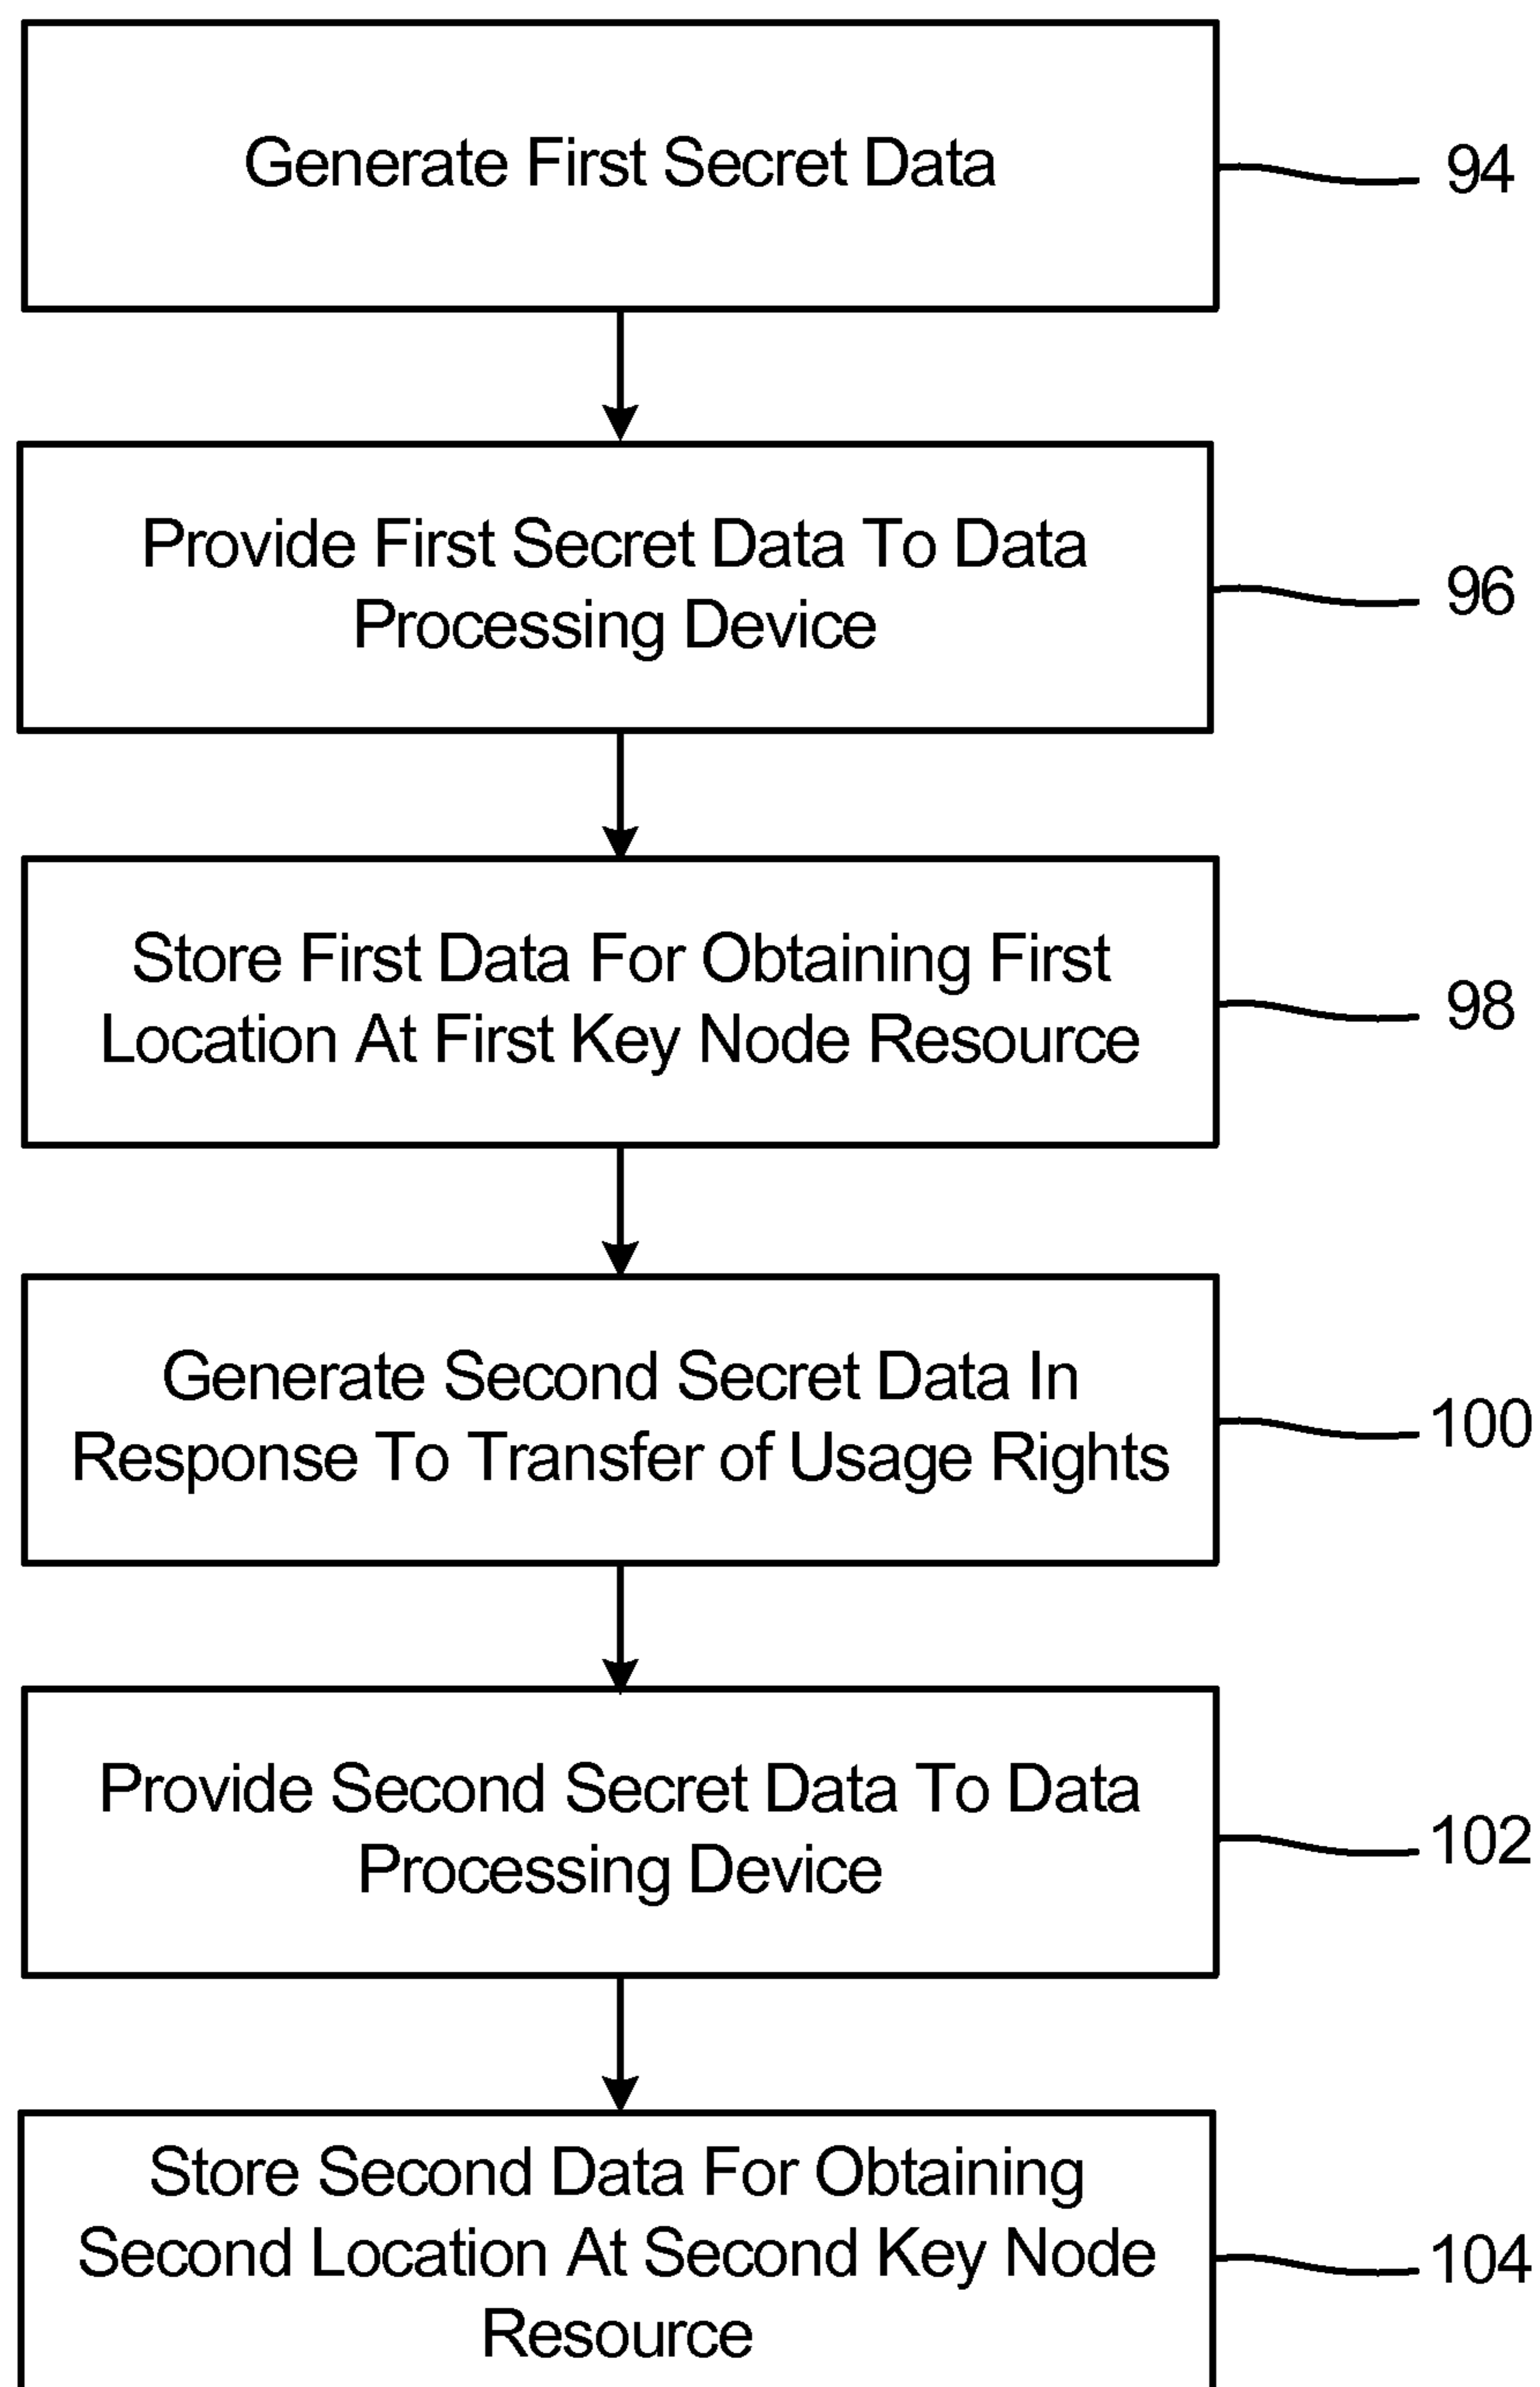 Generate First Secret Data
94
Provide First Secret Data To Data
Processing Device
96
Store First Data For Obtaining First
Location At First Key Node Resource
98
Generate Second Secret Data In
Response To Transfer of Usage Rights
100
Provide Second Secret Data To Data
Processing Device
102
Store Second Data For Obtaining
Second Location At Second Key Node
Resource
104